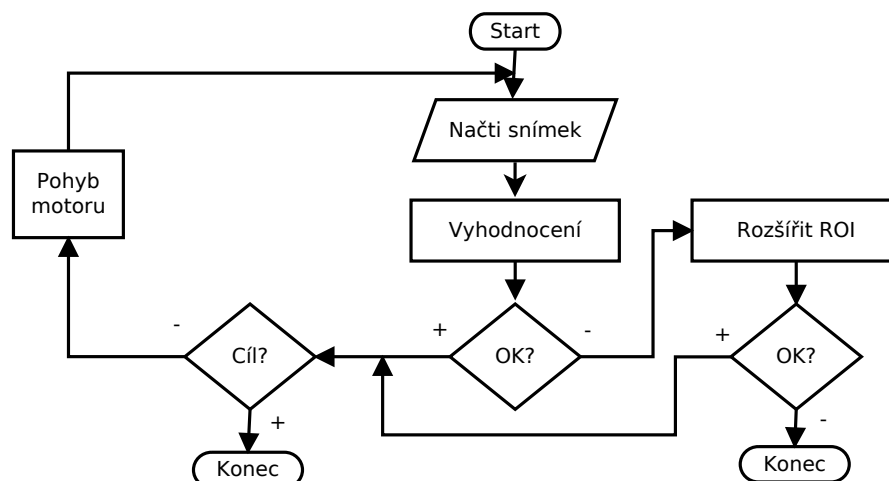 Start
Načti snímek
Pohyb
motoru
Vyhodnocení
Rozšířit ROI
-
+
-
+
Cíl?
OK?
OK?
+
-
Konec
Konec